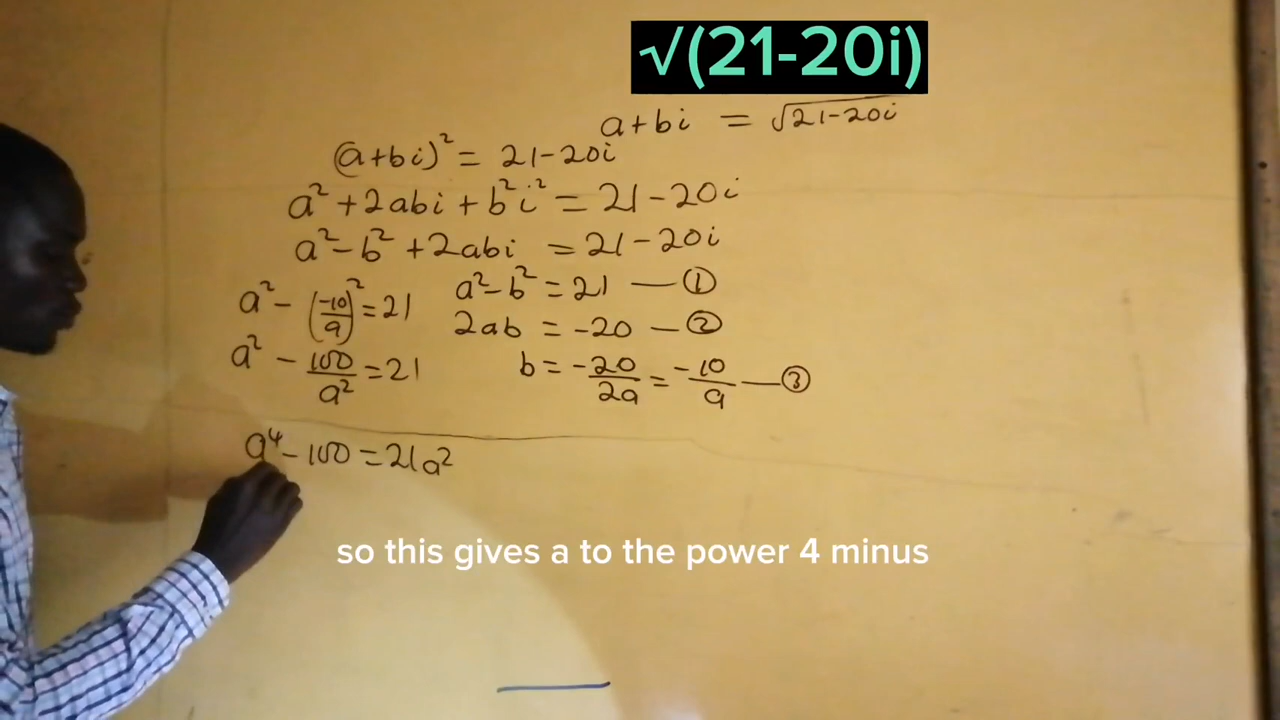 √(21-20i)
a+bi = √21-20i
(a+bi)² = 21-20i
a² +2abi + b²i² = 21-20i
a²-b² +2abi = 21-20i
a²-b² = 21 — ①
a² - (-10/a)² = 21
2ab = -20 — ②
a² - 100/a² = 21
b = -20/2a = -10/a — ③
a⁴ - 100 = 21a²
so this gives a to the power 4 minus